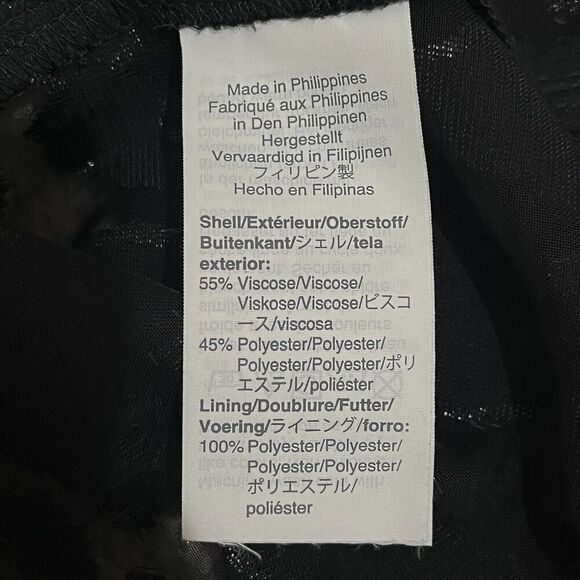 Made in Philippines
Fabriqué aux Philippines
in Den Philippinen
Hergestellt
Vervaardigd in Filipijnen
フィリピン製
Hecho en Filipinas
Shell/Extérieur/Oberstoff/
Buitenkant/シェル/tela
exterior:
55% Viscose/Viscose/
Viskose/Viscose/ビスコ
ース/viscosa
45% Polyester/Polyester/
Polyester/Polyester/ポリ
エステル/poliéster
Lining/Doublure/Futter/
Voering/ライニング/forro:
100% Polyester/Polyester/
Polyester/Polyester/
ポリエステル/
poliéster